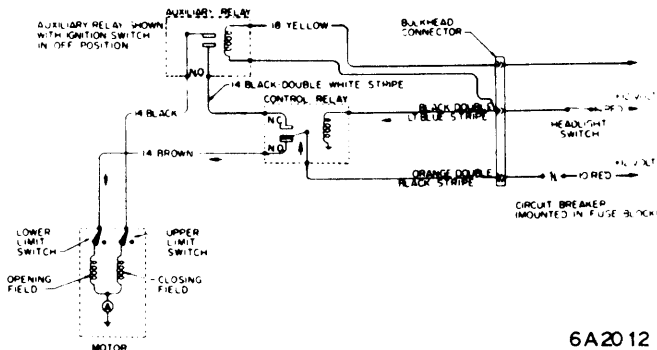 AUXILIARY RELAY
AUXILIARY RELAY SHOWN
WITH IGNITION SWITCH
IN OFF POSITION
18 YELLOW
BULKHEAD
CONNECTOR
N.O.
14 BLACK-DOUBLE WHITE STRIPE
CONTROL RELAY
14 BLACK
N.C.
BLACK DOUBLE
LT BLUE STRIPE
RED
HEADLIGHT
SWITCH
14 BROWN
N.O.
ORANGE DOUBLE
BLACK STRIPE
10 RED
CIRCUIT BREAKER
(MOUNTED IN FUSE BLOCK)
LOWER
LIMIT
SWITCH
UPPER
LIMIT
SWITCH
OPENING
FIELD
CLOSING
FIELD
A
MOTOR
6A2012